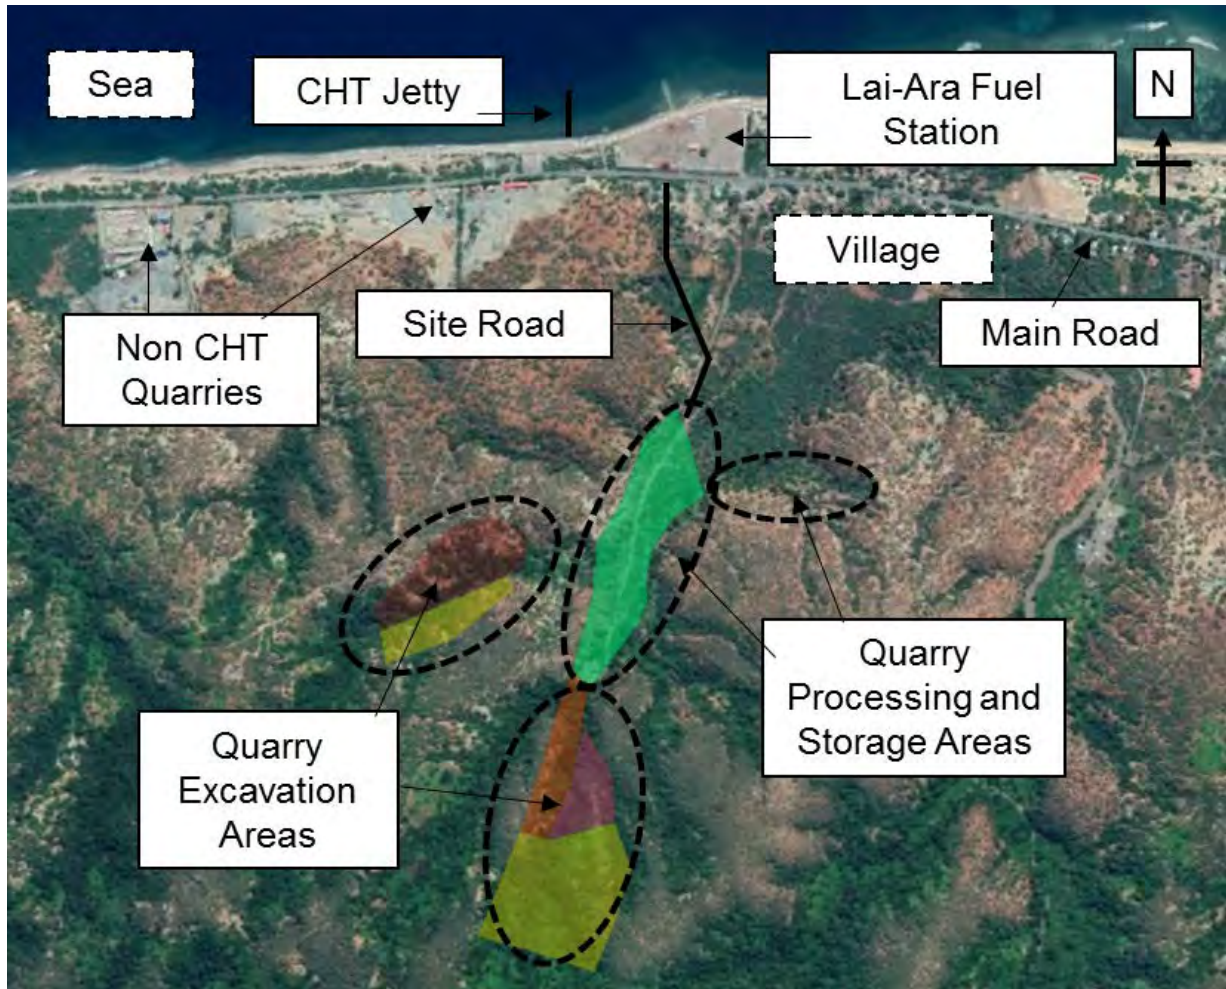 Sea
CHT Jetty
Lai-Ara Fuel
Station
N
Village
Non CHT
Quarries
Site Road
Main Road
Quarry
Excavation
Areas
Quarry
Processing and
Storage Areas